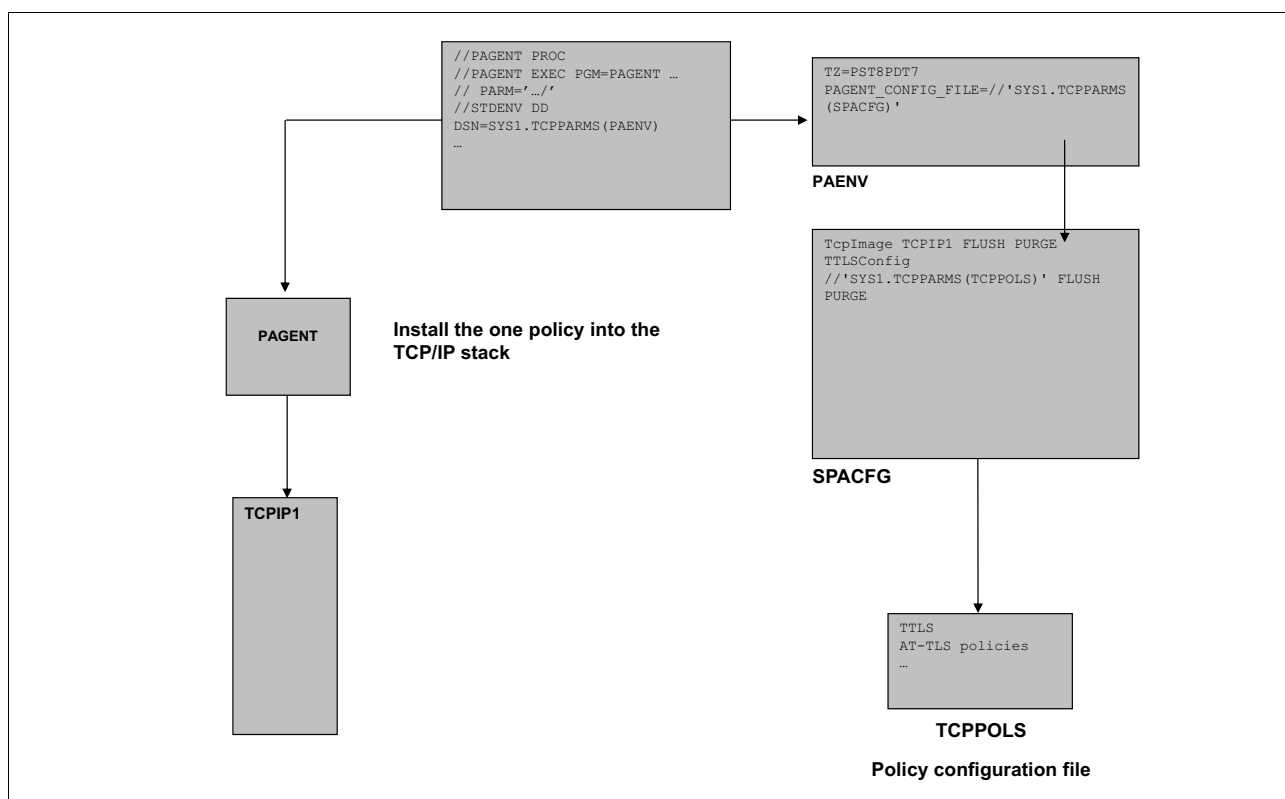 //PAGENT PROC
//PAGENT EXEC PGM=PAGENT …
// PARM=’…/’
//STDENV DD
DSN=SYS1.TCPPARMS(PAENV)
…
TZ=PST8PDT7
PAGENT_CONFIG_FILE=//'SYS1.TCPPARMS
(SPACFG)'
PAENV
TcpImage TCPIP1 FLUSH PURGE
TTLSConfig
//'SYS1.TCPPARMS(TCPPOLS)' FLUSH
PURGE
SPACFG
PAGENT
Install the one policy into the
TCP/IP stack
TCPIP1
TTLS
AT-TLS policies
…
TCPPOLS
Policy configuration file